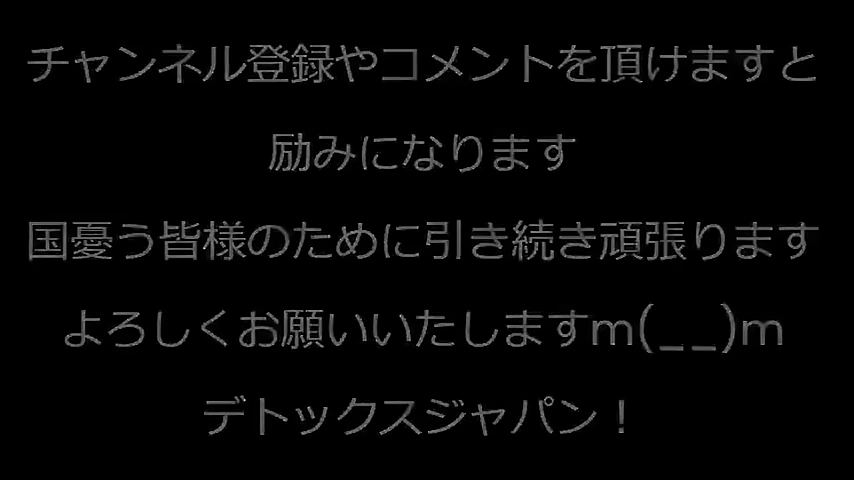 チャンネル登録やコメントを頂けますと
励みになります
国憂う皆様のために引き続き頑張ります
よろしくお願いいたしますm(__)m
デトックスジャパン！